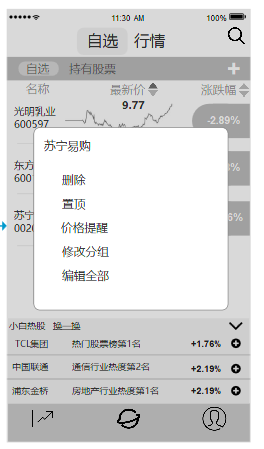 11:30 AM 100%
自选 行情
自选 持有股票
名称 最新价 涨跌幅
光明乳业 9.77
600597 -2.89%
东方
600
苏宁易购
苏宁 6%
002
删除
置顶
价格提醒
修改分组
编辑全部
小白热股 换一换
TCL集团 热门股票榜第1名 +1.76%
中国联通 通信行业热度第2名 +2.19%
浦东金桥 房地产行业热度第1名 +2.19%